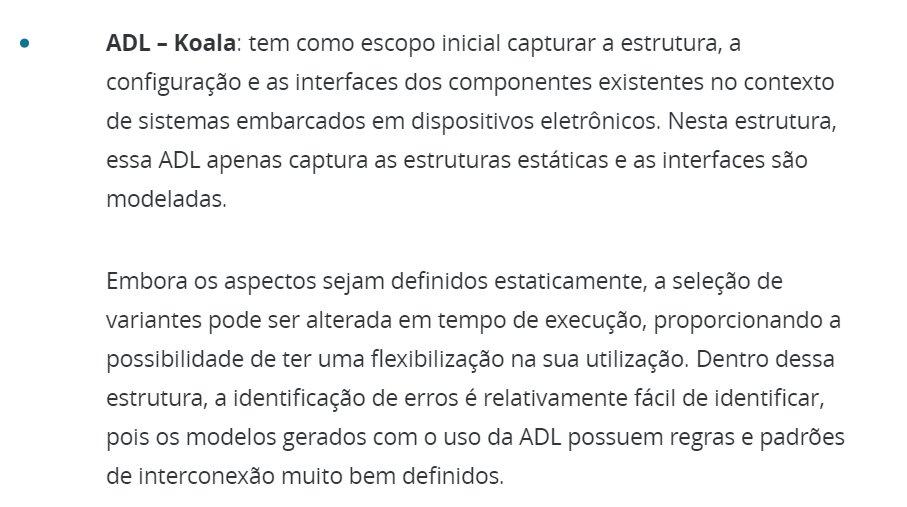 ADL – Koala: tem como escopo inicial capturar a estrutura, a
configuração e as interfaces dos componentes existentes no contexto
de sistemas embarcados em dispositivos eletrônicos. Nesta estrutura,
essa ADL apenas captura as estruturas estáticas e as interfaces são
modeladas.
Embora os aspectos sejam definidos estaticamente, a seleção de
variantes pode ser alterada em tempo de execução, proporcionando a
possibilidade de ter uma flexibilização na sua utilização. Dentro dessa
estrutura, a identificação de erros é relativamente fácil de identificar,
pois os modelos gerados com o uso da ADL possuem regras e padrões
de interconexão muito bem definidos.